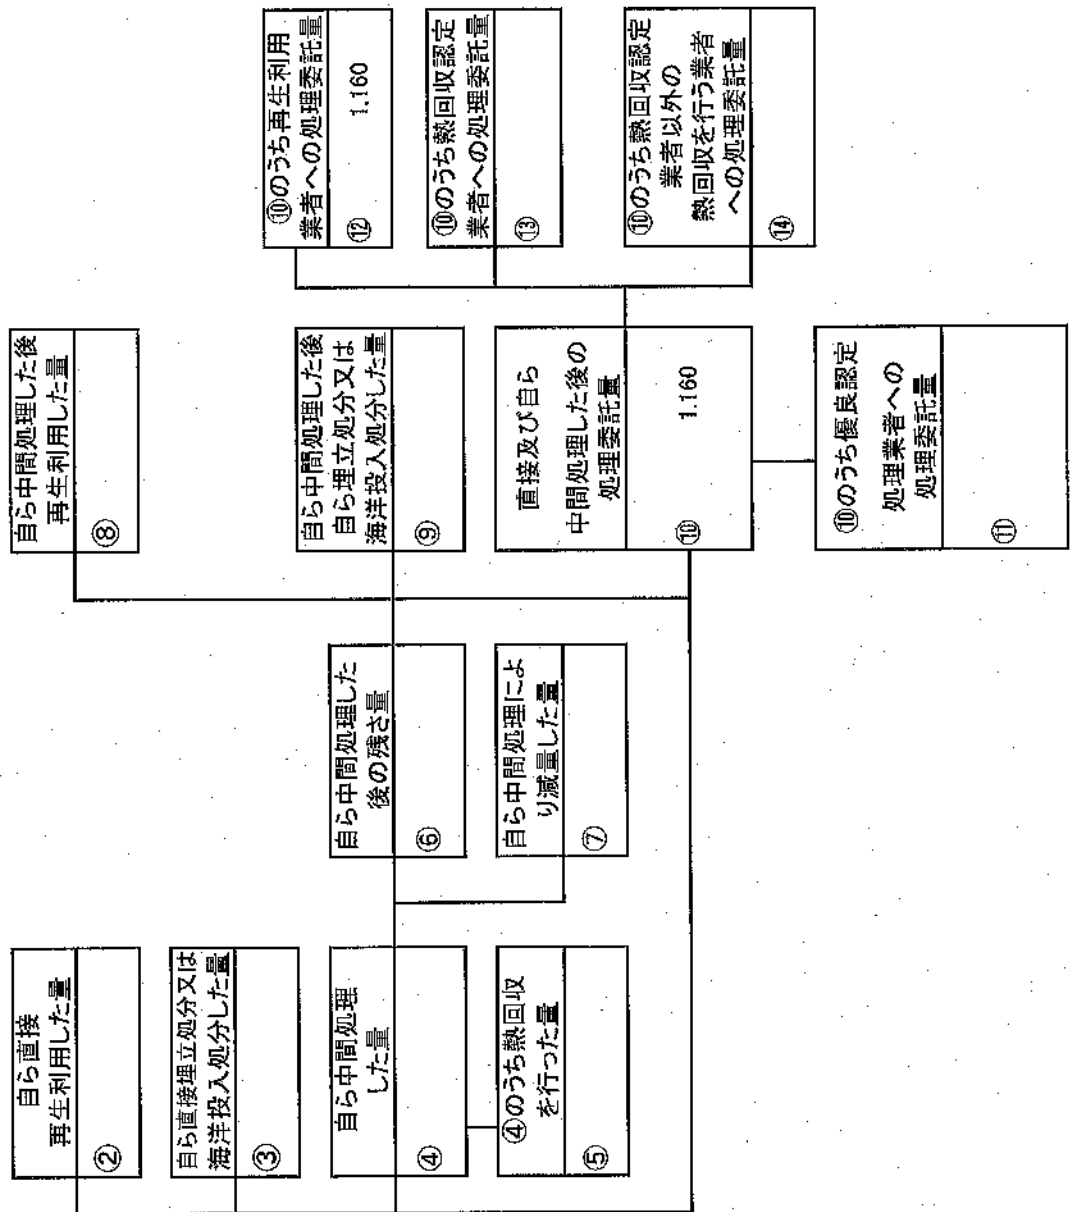 自ら直接
再生利用した量
②
自ら直接埋立処分又は
海洋投入処分した量
③
自ら中間処理
した量
④
④のうち熱回収
を行った量
⑤
自ら中間処理した
後の残さ量
⑥
自ら中間処理によ
り減量した量
⑦
自ら中間処理した後
再生利用した量
⑧
自ら中間処理した後
自ら埋立処分又は
海洋投入処分した量
⑨
直接及び自ら
中間処理した後の
処理委託量
⑩ 1.160
⑩のうち優良認定
処理業者への
処理委託量
⑪
⑩のうち再生利用
業者への処理委託量
⑫ 1.160
⑩のうち熱回収認定
業者への処理委託量
⑬
⑩のうち熱回収認定
業者以外の
熱回収を行う業者
への処理委託量
⑭